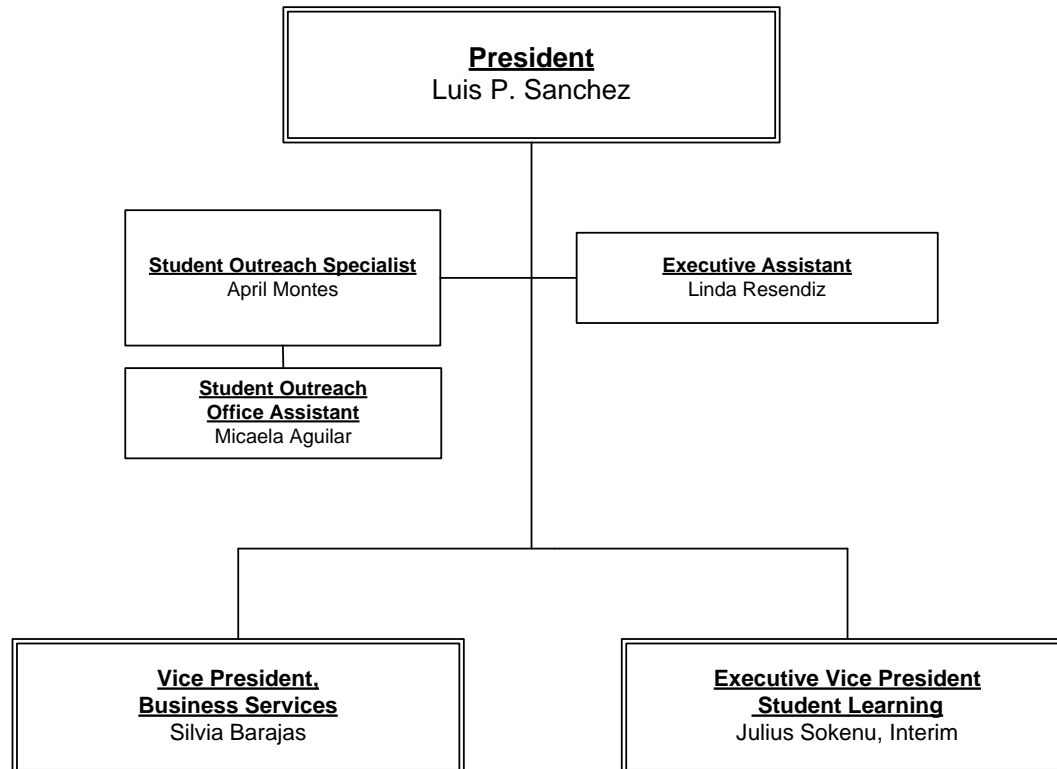 President
Luis P. Sanchez
Student Outreach Specialist
April Montes
Executive Assistant
Linda Resendiz
Student Outreach
Office Assistant
Micaela Aguilar
Vice President,
Business Services
Silvia Barajas
Executive Vice President
Student Learning
Julius Sokenu, Interim